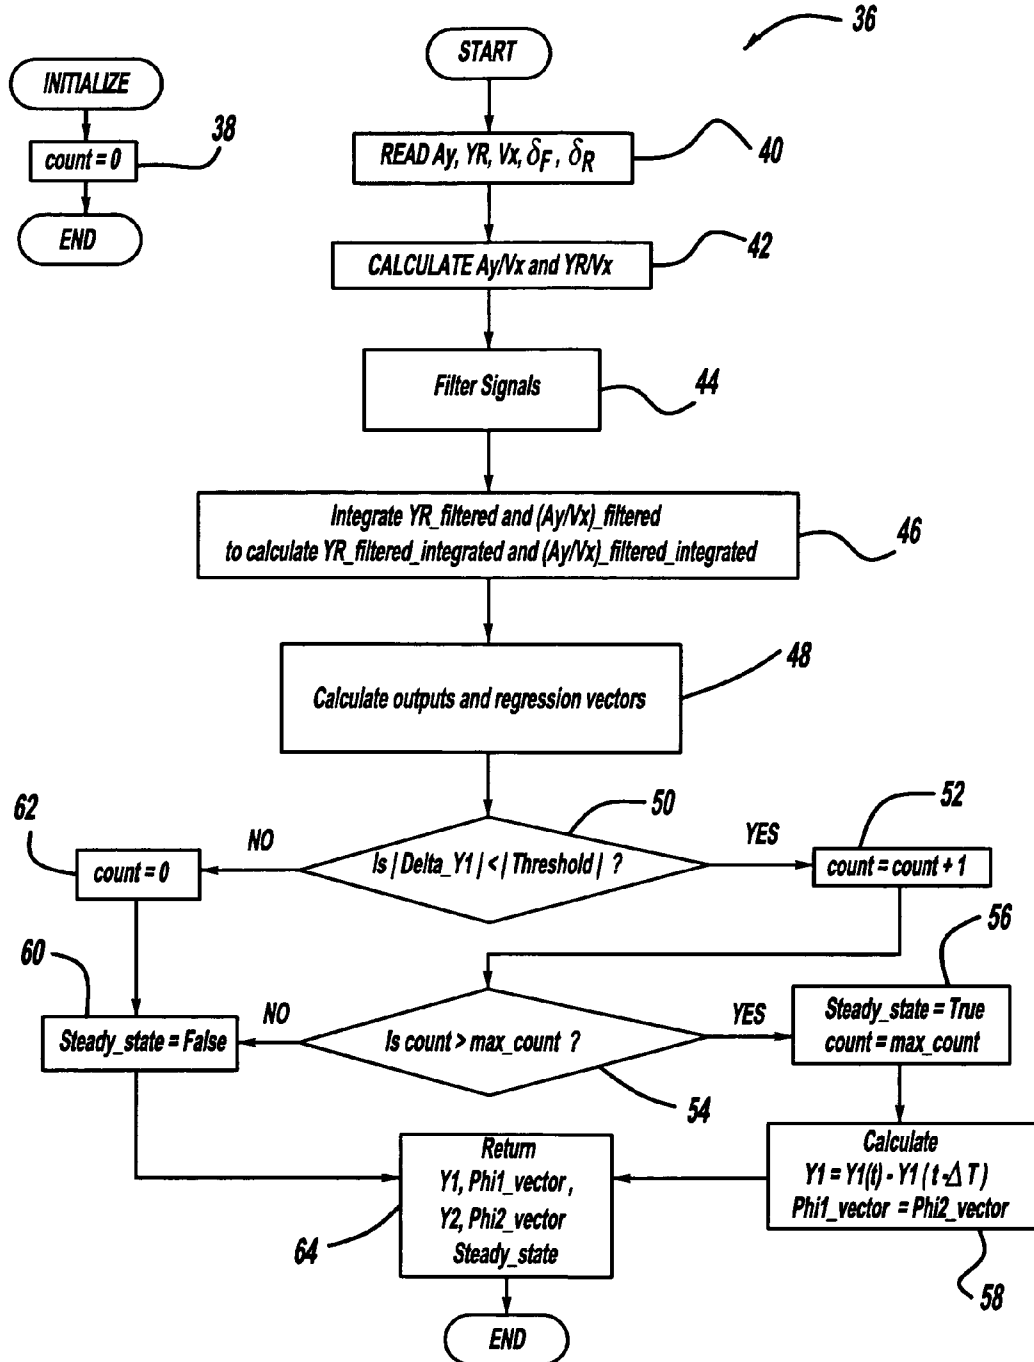 36
START
INITIALIZE
38
count = 0
READ Ay, YR, Vx, δF , δR
40
END
CALCULATE Ay/Vx and YR/Vx
42
Filter Signals
44
Integrate YR_filtered and (Ay/Vx)_filtered
to calculate YR_filtered_integrated and (Ay/Vx)_filtered_integrated
46
Calculate outputs and regression vectors
48
62
50
52
NO
YES
count = 0
Is | Delta_Y1 | < | Threshold | ?
count = count + 1
60
56
NO
YES
Steady_state = False
Is count > max_count ?
Steady_state = True
count = max_count
54
Return
Y1, Phi1_vector ,
Y2, Phi2_vector
Steady_state
64
Calculate
Y1 = Y1(t) - Y1 ( t -Δ T )
Phi1_vector = Phi2_vector
58
END